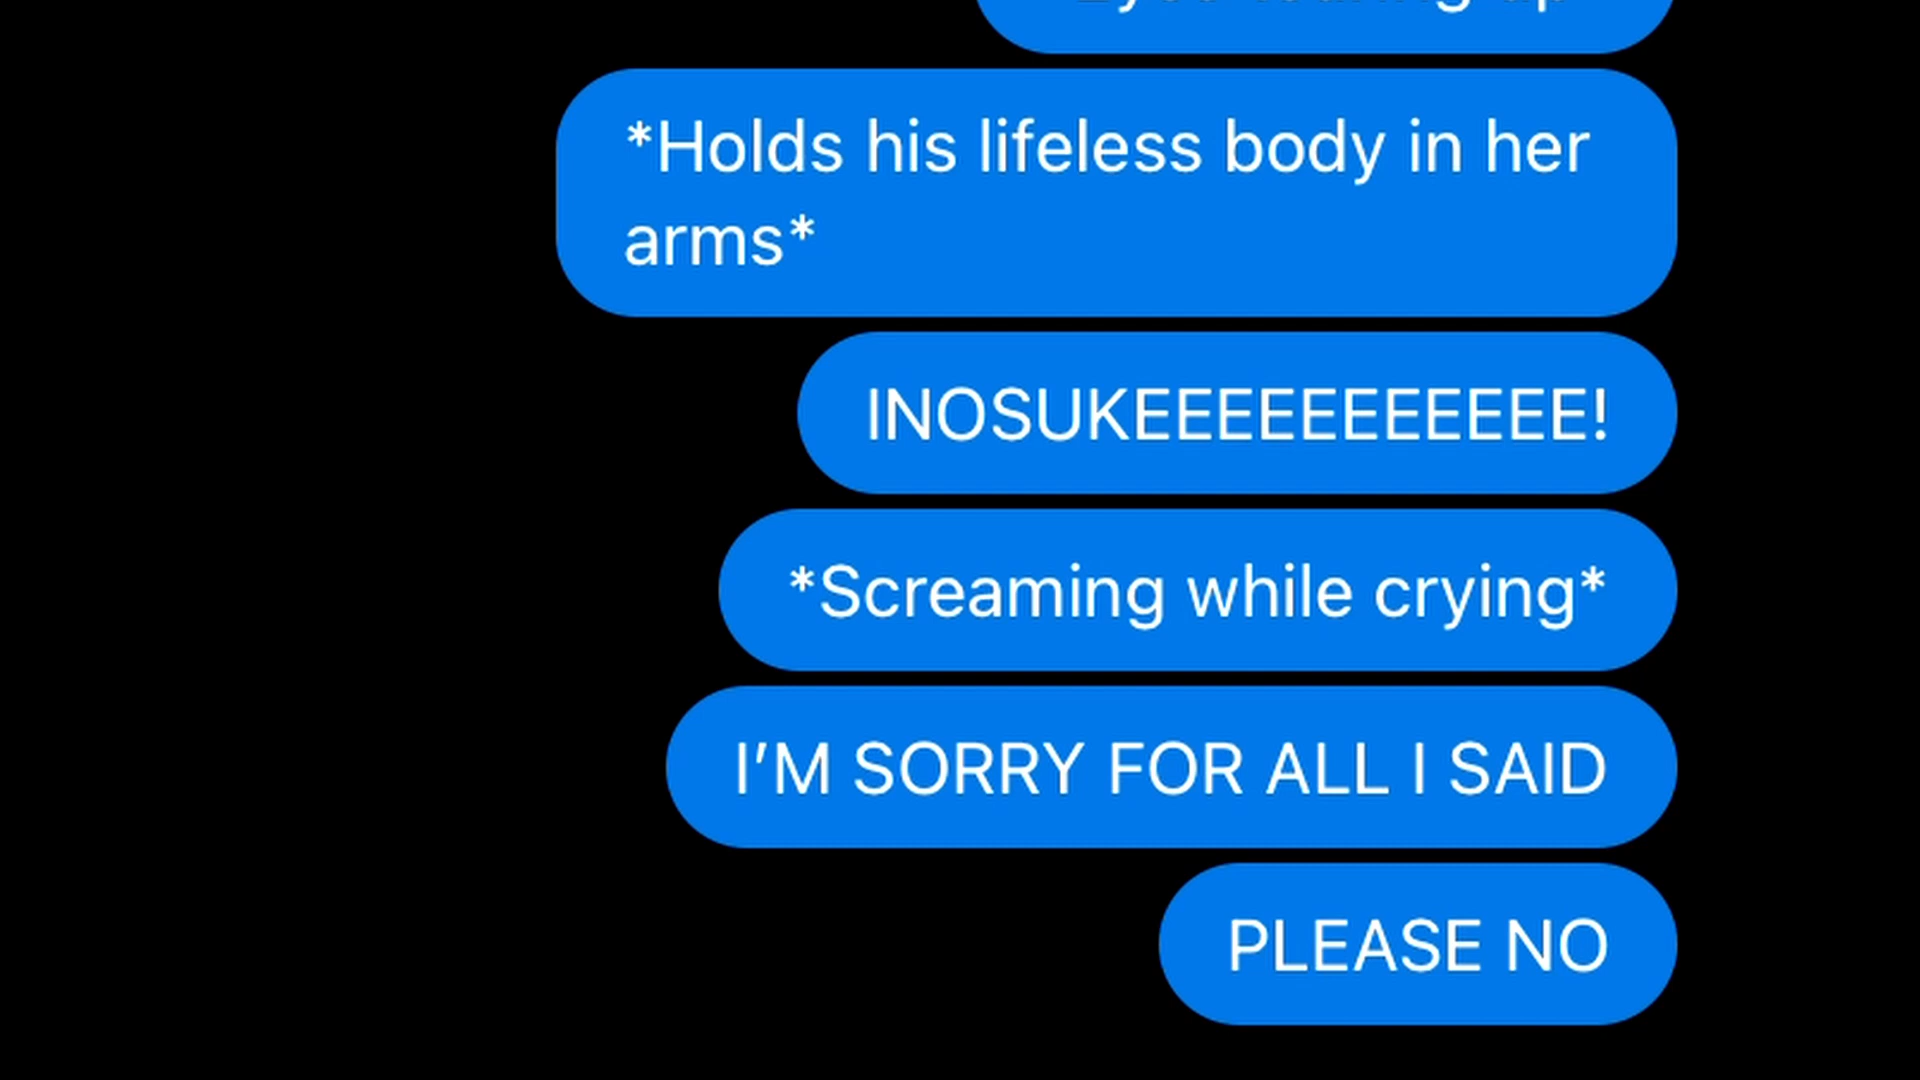 *Holds his lifeless body in her
arms*
INOSUKEEEEEEEEEEE!
*Screaming while crying*
I’M SORRY FOR ALL I SAID
PLEASE NO